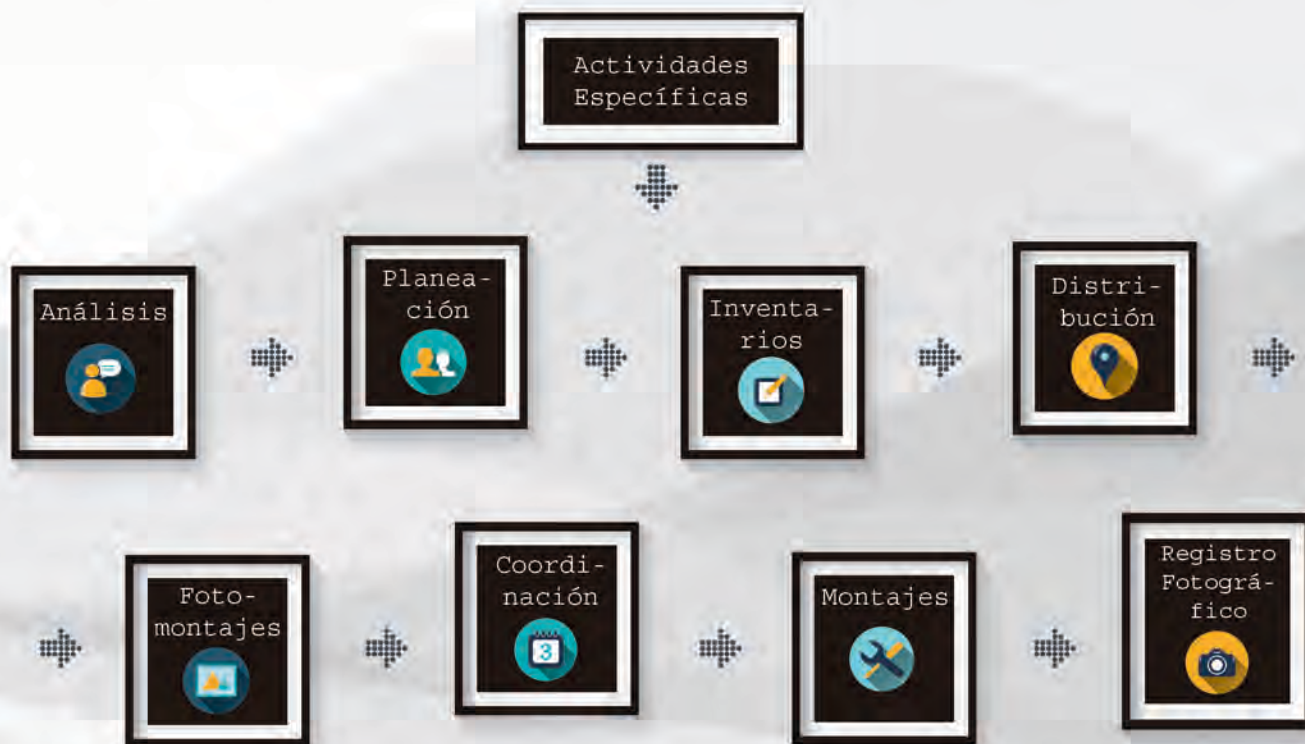 Actividades
Específicas
Análisis
Planea-
ción
Inventa-
rios
Distri-
bución
Foto-
montajes
Coordi-
nación
3
Montajes
Registro
Fotográ-
fico